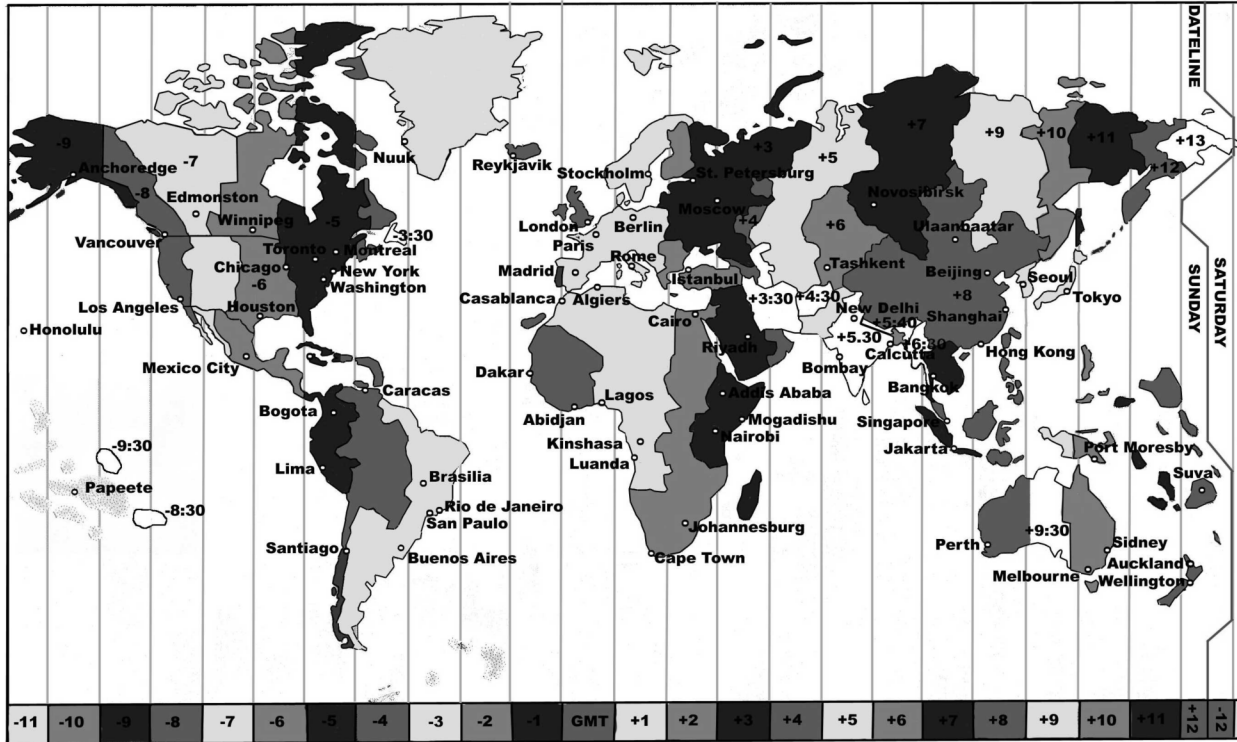 DATELINE
-9
-7
+3
+5
+7
+9
+10
+11
+13
+12
Anchoredge
Nuuk
Reykjavik
Stockholm
St. Petersburg
-8
Edmonston
Winnipeg
-5
-3:30
London
Berlin
Moscow
+4
+6
Novosibirsk
Ulaanbaatar
Vancouver
Toronto
Montreal
Paris
Chicago
New York
Washington
-6
Madrid
Rome
Istanbul
Tashkent
Beijing
Seoul
Tokyo
Los Angeles
Houston
Casablanca
Algiers
+3:30
+4:30
New Delhi
+8
Shanghai
SUNDAY
SATURDAY
Honolulu
Cairo
+5:40
+5.30
+6:30
Calcutta
Hong Kong
Mexico City
Riyadh
Bombay
Dakar
Bangkok
Caracas
Addis Ababa
Bogota
Abidjan
Lagos
Mogadishu
Singapore
Nairobi
Kinshasa
Luanda
Jakarta
Port Moresby
-9:30
Lima
Brasilia
Suva
Papeete
-8:30
Rio de Janeiro
San Paulo
Johannesburg
+9:30
Santiago
Buenos Aires
Cape Town
Perth
Sidney
Melbourne
Auckland
Wellington
-11 -10 -9 -8 -7 -6 -5 -4 -3 -2 -1 GMT +1 +2 +3 +4 +5 +6 +7 +8 +9 +10 +11 +12 -12